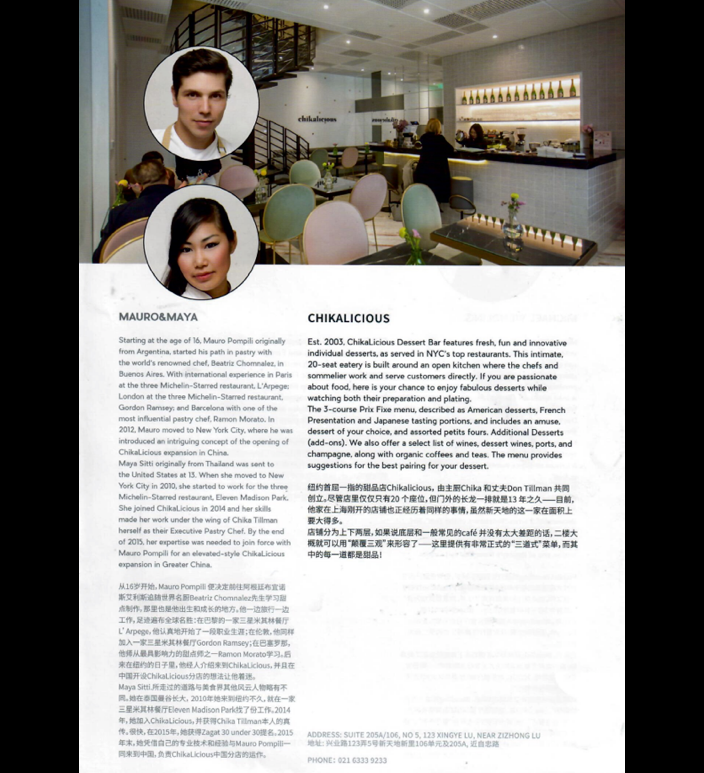 chikalicious
MAURO&MAYA
Starting at the age of 16, Mauro Pompili originally
from Argentina, started his path in pastry with
the world's renowned chef, Beatriz Chomnalez, in
Buenos Aires. With international experience in Paris
at the three Michelin-Starred restaurant, L'Arpege;
London at the three Michelin-Starred restaurant,
Gordon Ramsey; and Barcelona with one of the
most influential pastry chef, Ramon Morato. In
2012, Mauro moved to New York City, where he was
introduced an intriguing concept of the opening of
ChikaLicious expansion in China.
Maya Sitti originally from Thailand was sent to
the United States at 13. When she moved to New
York City in 2010, she started to work for the three
Michelin-Starred restaurant, Eleven Madison Park.
She joined ChikaLicious in 2014 and her skills
made her work under the wing of Chika Tillman
herself as their Executive Pastry Chef. By the end
of 2015, her expertise was needed to join force with
Mauro Pompili for an elevated-style ChikaLicious
expansion in Greater China.
从16岁开始, Mauro Pompili 便决定前往阿根廷布宜诺
斯艾利斯追随世界名厨Beatriz Chomnalez先生学习甜
点制作, 那里也是他出生和成长的地方, 他一边旅行一边
工作, 足迹遍布全球名胜: 在巴黎的一家三星米其林餐厅
L' Arpege, 他认真地开始了一段职业生涯; 在伦敦, 他同样
加入一家三星米其林餐厅Gordon Ramsey; 在巴塞罗那,
他师从最具影响力的甜点师之一Ramon Morato学习。后
来在纽约的日子里, 他经人介绍来到ChikaLicious, 并且在
中国开设ChikaLicious分店的想法让他着迷。
Maya Sitti, 所走过的道路与美食界其他风云人物略有不
同。她在泰国曼谷长大, 2010年她来到纽约不久, 就在一家
三星米其林餐厅Eleven Madison Park找了份工作。2014
年, 她加入ChikaLicious, 并获得Chika Tillman本人的真
传。很快, 在2015年, 她获得Zagat 30 under 30提名。2015
年末, 她凭借自己的专业技术和经验与Mauro Pompili一
同来到中国, 负责ChikaLicious中国分店的运作。
CHIKALICIOUS
Est. 2003, ChikaLicious Dessert Bar features fresh, fun and innovative
individual desserts, as served in NYC's top restaurants. This intimate,
20-seat eatery is built around an open kitchen where the chefs and
sommelier work and serve customers directly. If you are passionate
about food, here is your chance to enjoy fabulous desserts while
watching both their preparation and plating.
The 3-course Prix Fixe menu, described as American desserts, French
Presentation and Japanese tasting portions, and includes an amuse,
dessert of your choice, and assorted petits fours. Additional Desserts
(add-ons). We also offer a select list of wines, dessert wines, ports, and
champagne, along with organic coffees and teas. The menu provides
suggestions for the best pairing for your dessert.
纽约首屈一指的甜品店Chikalicious, 由主厨Chika 和丈夫Don Tillman 共同
创立。尽管店里仅仅只有20 个座位, 但门外的长龙一排就是13 年之久——目前,
他家在上海刚开的店铺也正经历着同样的事情, 虽然新天地的这一家在面积上
要大得多。
店铺分为上下两层, 如果说底层和一般常见的café 并没有太大差距的话, 二楼大
概就可以用"颠覆三观"来形容了——这里提供有非常正式的"三道式"菜单, 而其
中的每一道都是甜品!
ADDRESS: SUITE 205A/106, NO 5, 123 XINGYE LU, NEAR ZIZHONG LU
地址: 兴业路123弄5号新天地新里106单元及205A, 近自忠路
PHONE: 021 6333 9233